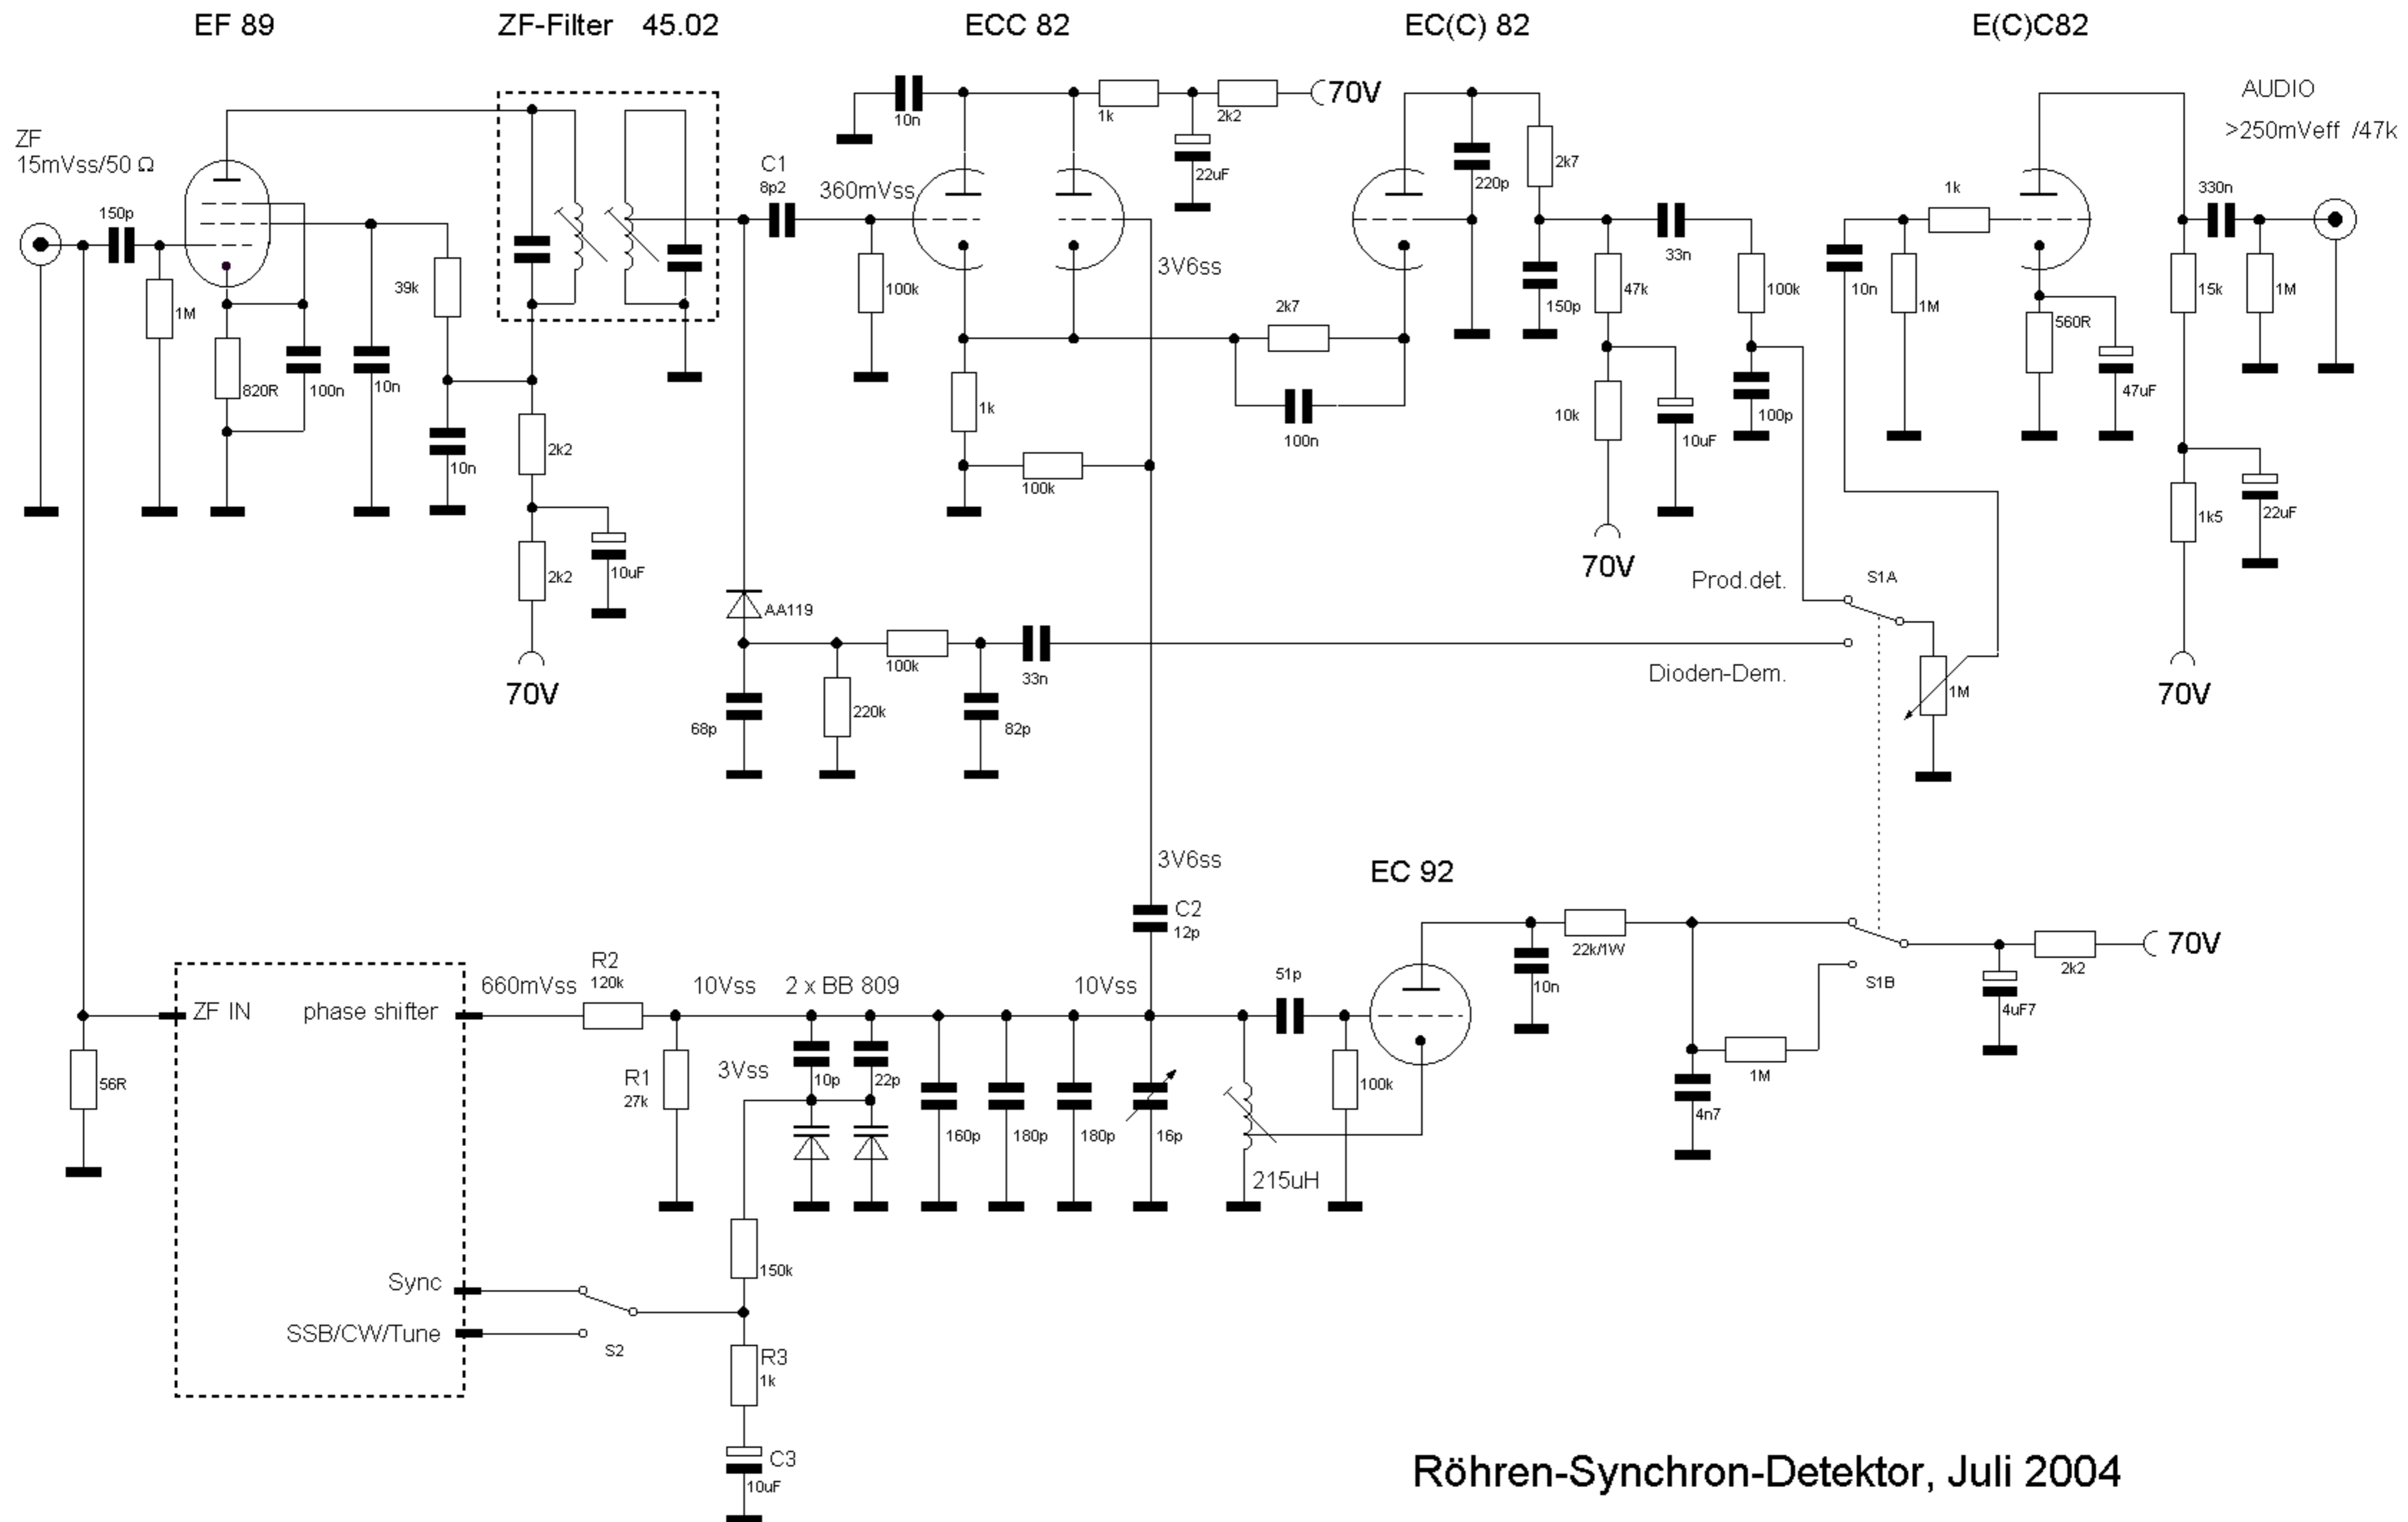 EF 89
ZF-Filter 45.02
ECC 82
EC(C) 82
E(C)C82
ZF
15mVss/50 Ω
150p
1M
820R
100n
10n
39k
10n
2k2
2k2
10uF
70V
C1
8p2
360mVss
100k
10n
1k
2k2
70V
22uF
3V6ss
1k
100k
2k7
100n
220p
2k7
150p
47k
33n
100k
10k
10uF
100p
70V
10n
1k
1M
560R
47uF
AUDIO
>250mVeff /47k
330n
15k
1M
1k5
22uF
70V
AA119
68p
220k
100k
82p
33n
Prod.det.
S1A
Dioden-Dem.
1M
3V6ss
C2
12p
EC 92
56R
ZF IN
phase shifter
Sync
SSB/CW/Tune
660mVss
R2
120k
10Vss
2 x BB 809
10Vss
R1
27k
3Vss
10p
22p
160p
180p
180p
16p
215uH
51p
100k
10n
22k/1W
4n7
1M
S1B
4uF7
2k2
70V
S2
150k
R3
1k
C3
10uF
Röhren-Synchron-Detektor, Juli 2004